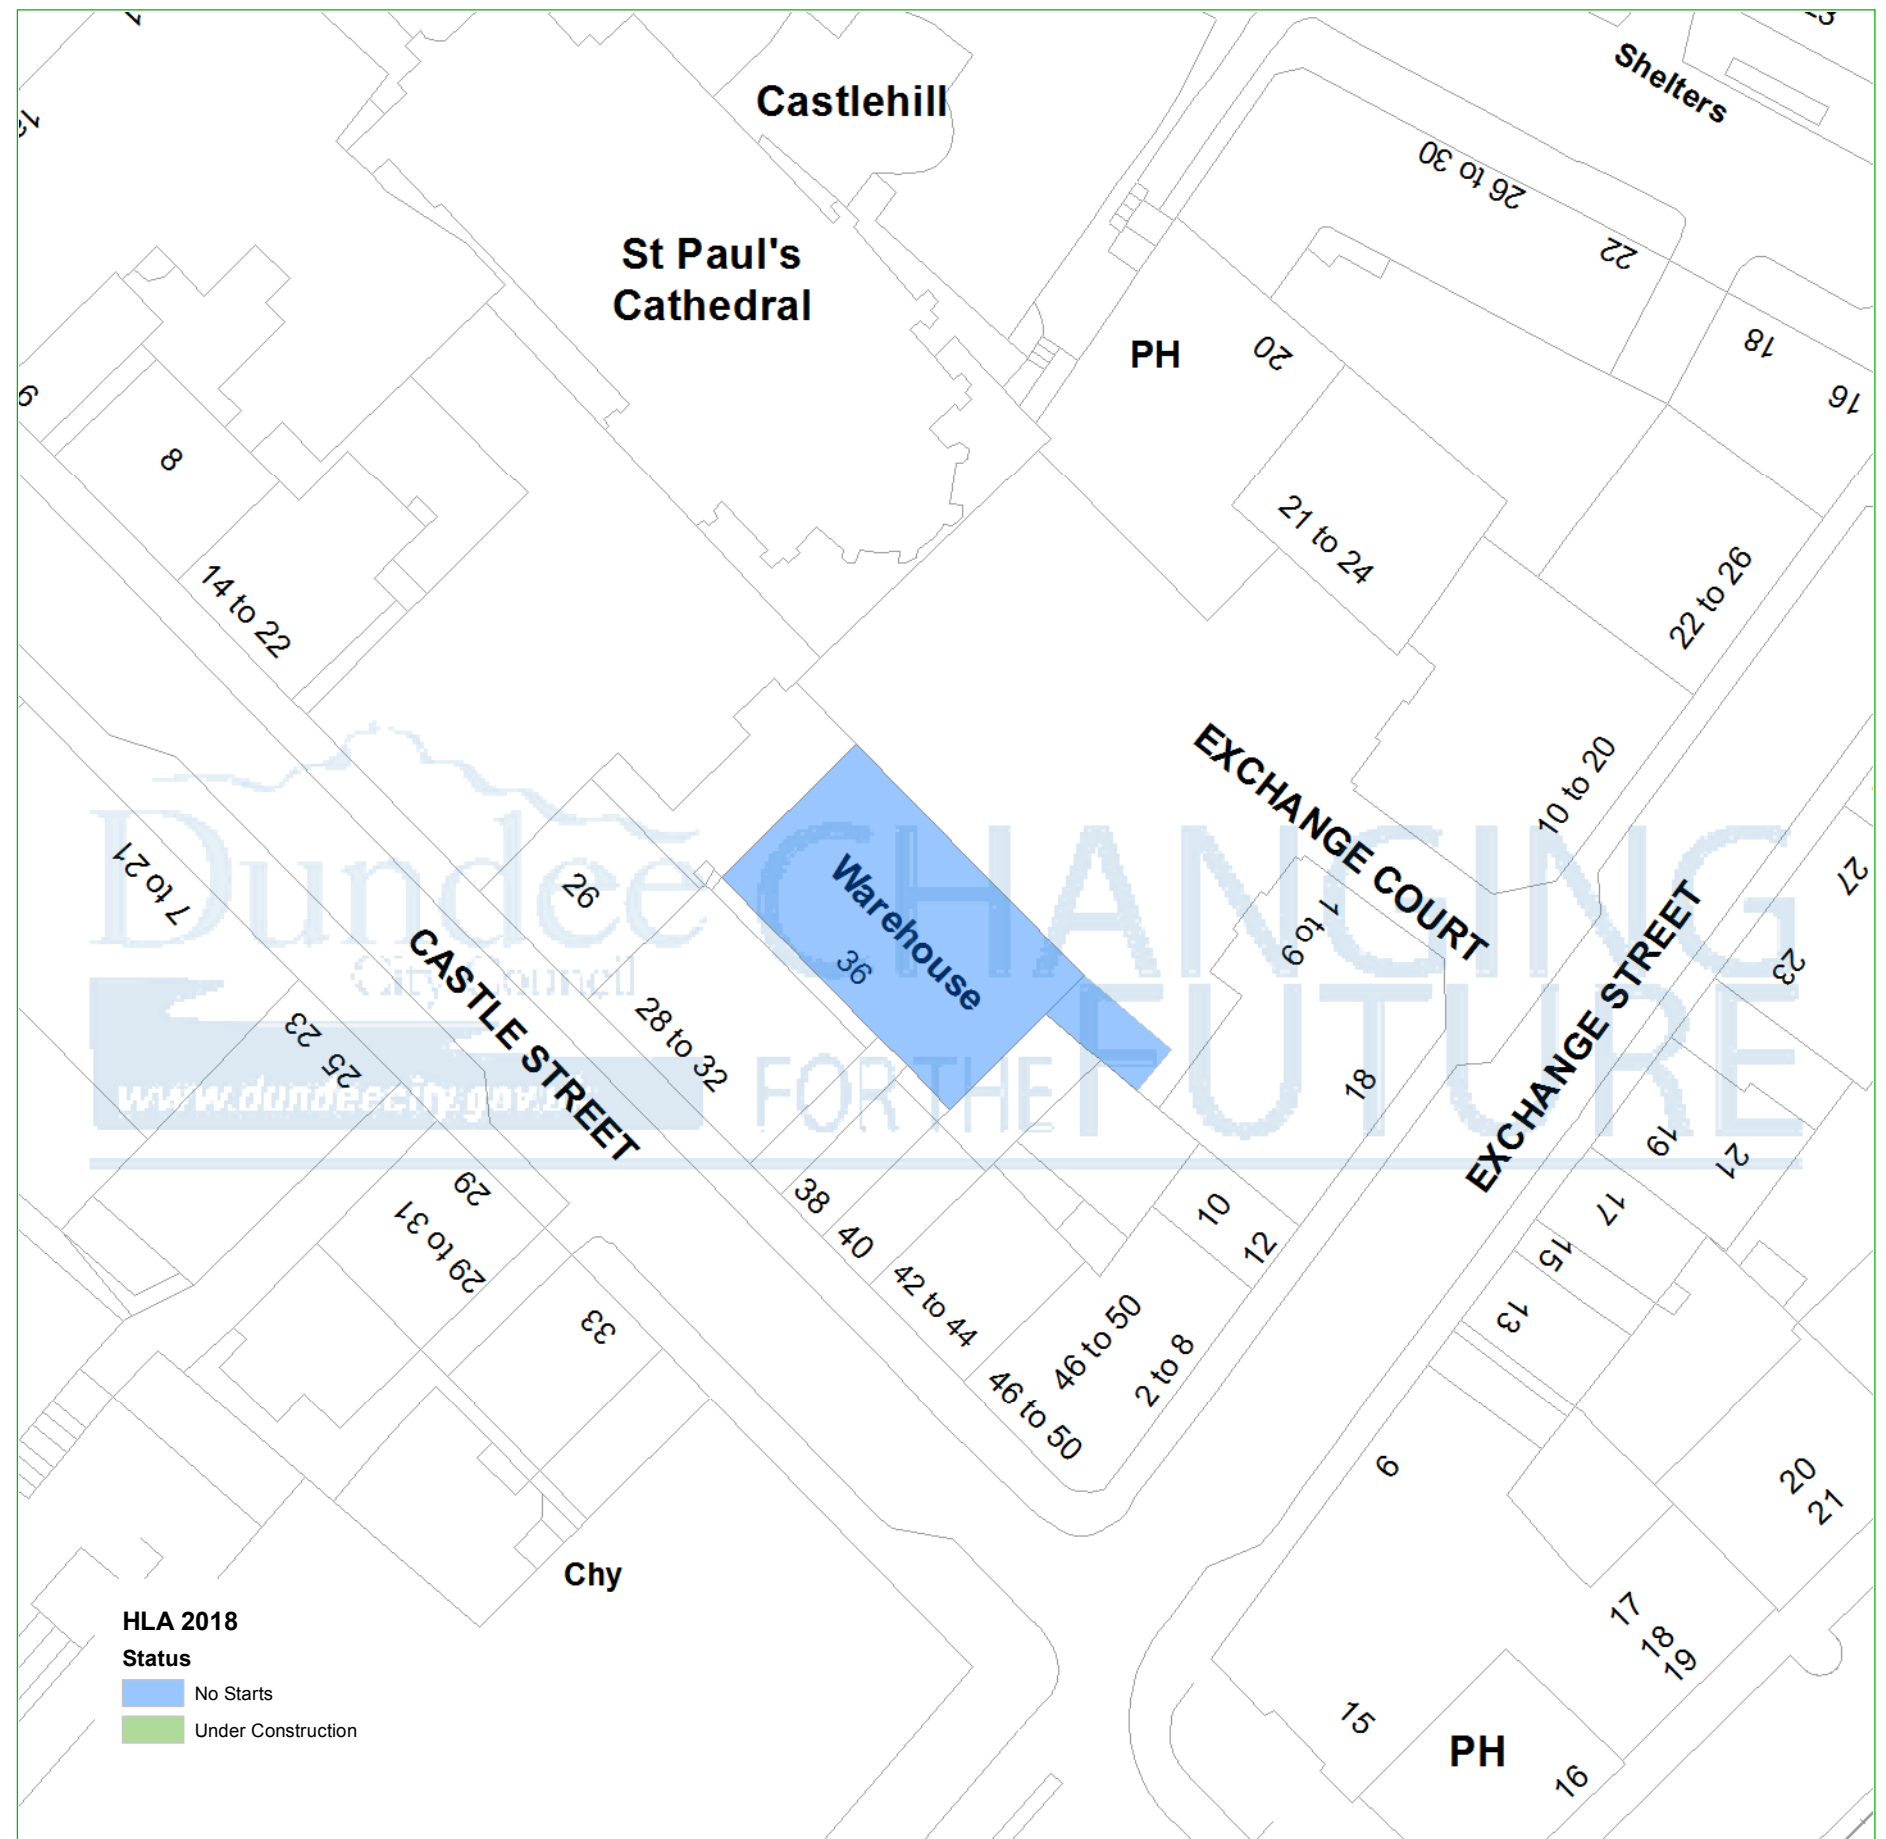 Castlehill
Shelters
St Paul's
Cathedral
26 to 30
22
18
16
PH
20
8
21 to 24
14 to 22
22 to 26
EXCHANGE COURT
10 to 20
Dundee
City Council
www.dundeecity.gov.u
CHANGING
FOR THE FUTURE
7 to 21
26
Warehouse
36
1 to 9
27
23
CASTLE STREET
28 to 32
23
25
18
EXCHANGE STREET
19
21
29
29 to 31
38
40
10
12
17
15
13
33
42 to 44
46 to 50
46 to 50
2 to 8
6
20
21
Chy
17
18
19
15
PH
16
HLA 2018
Status
No Starts
Under Construction